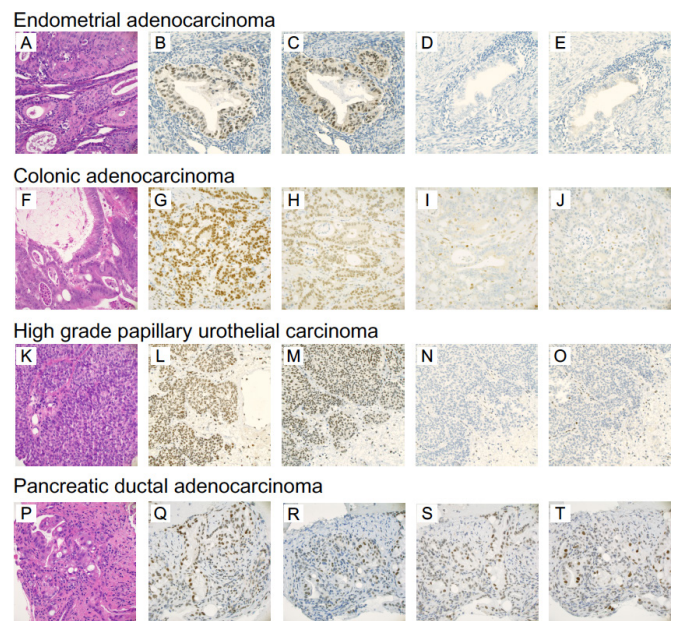 Endometrial adenocarcinoma
A B C D E
Colonic adenocarcinoma
F G H I J
High grade papillary urothelial carcinoma
K L M N O
Pancreatic ductal adenocarcinoma
P Q R S T